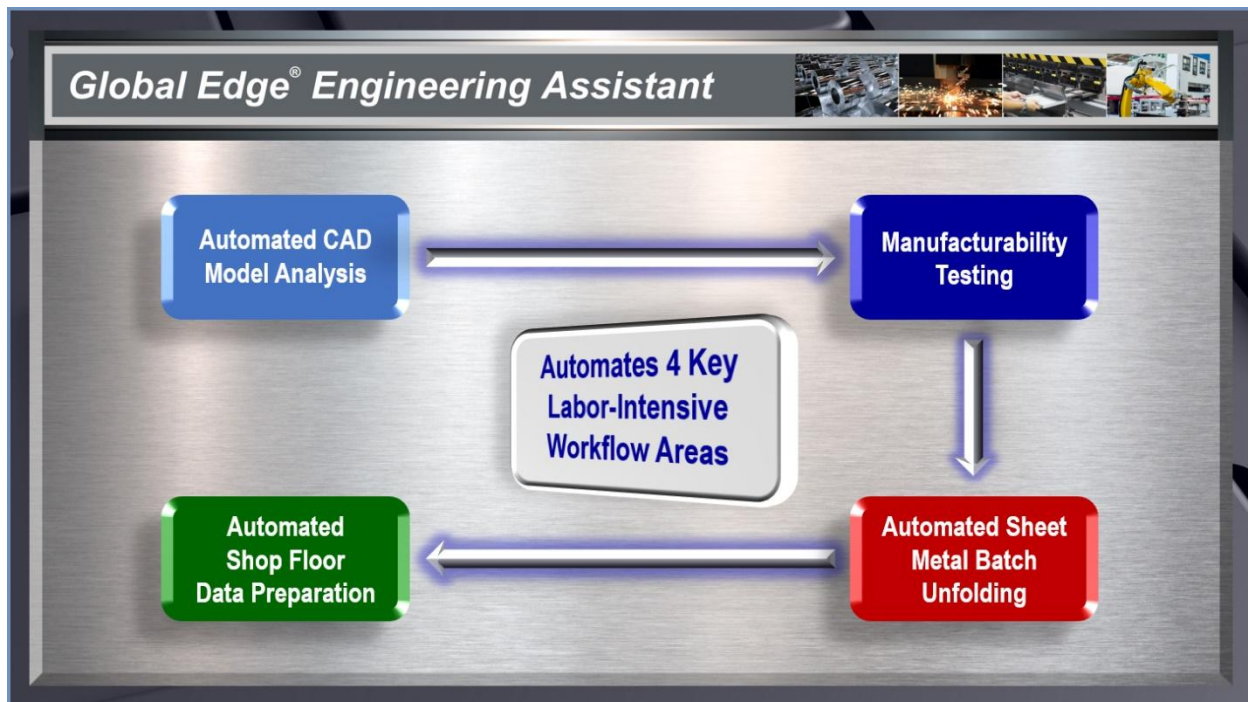 Global Edge® Engineering Assistant
Automated CAD
Model Analysis
Manufacturability
Testing
Automates 4 Key
Labor-Intensive
Workflow Areas
Automated
Shop Floor
Data Preparation
Automated Sheet
Metal Batch
Unfolding